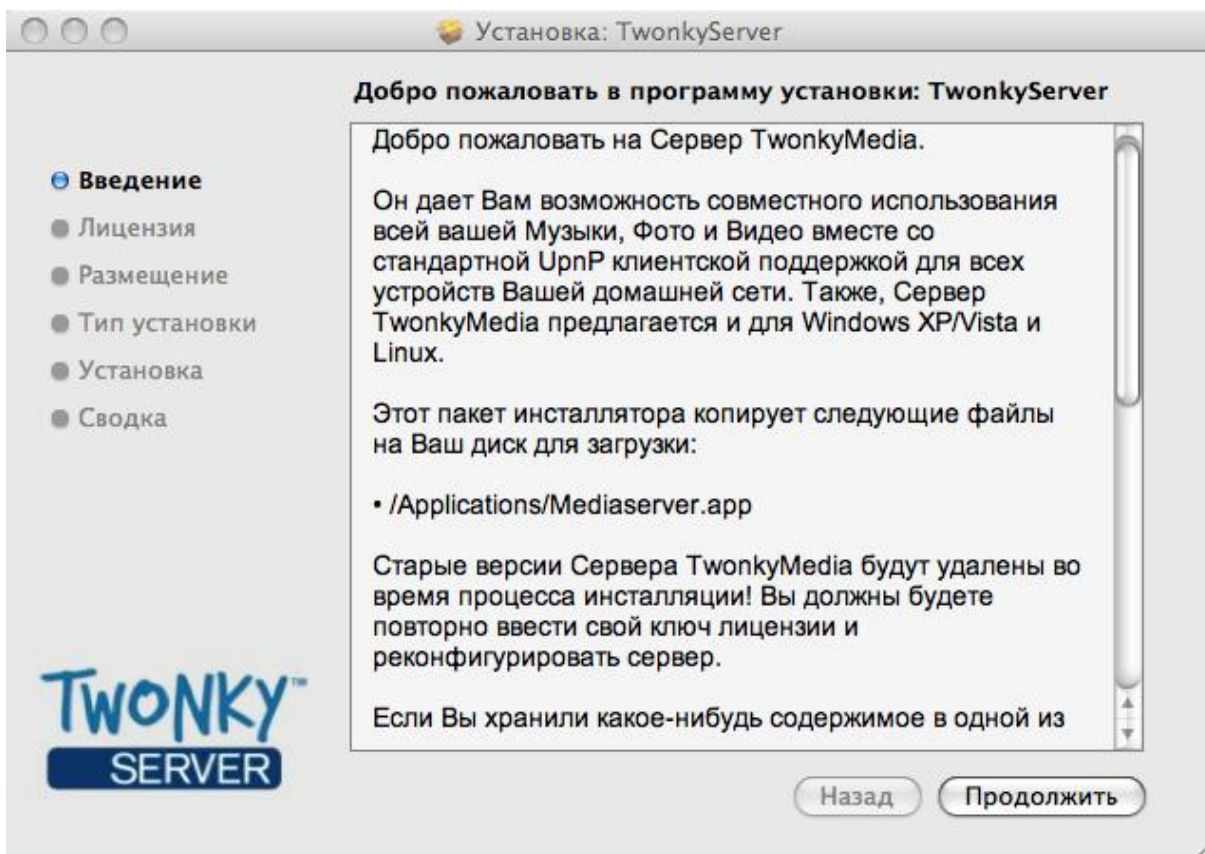 Установка: TwonkyServer
Добро пожаловать в программу установки: TwonkyServer
Введение
Лицензия
Размещение
Тип установки
Установка
Сводка
Добро пожаловать на Сервер TwonkyMedia.
Он дает Вам возможность совместного использования
всей вашей Музыки, Фото и Видео вместе со
стандартной UpnP клиентской поддержкой для всех
устройств Вашей домашней сети. Также, Сервер
TwonkyMedia предлагается и для Windows XP/Vista и
Linux.
Этот пакет инсталлятора копирует следующие файлы
на Ваш диск для загрузки:
• /Applications/Mediaserver.app
Старые версии Сервера TwonkyMedia будут удалены во
время процесса инсталляции! Вы должны будете
повторно ввести свой ключ лицензии и
реконфигурировать сервер.
Если Вы хранили какое-нибудь содержимое в одной из
TWONKY™
SERVER
Назад
Продолжить